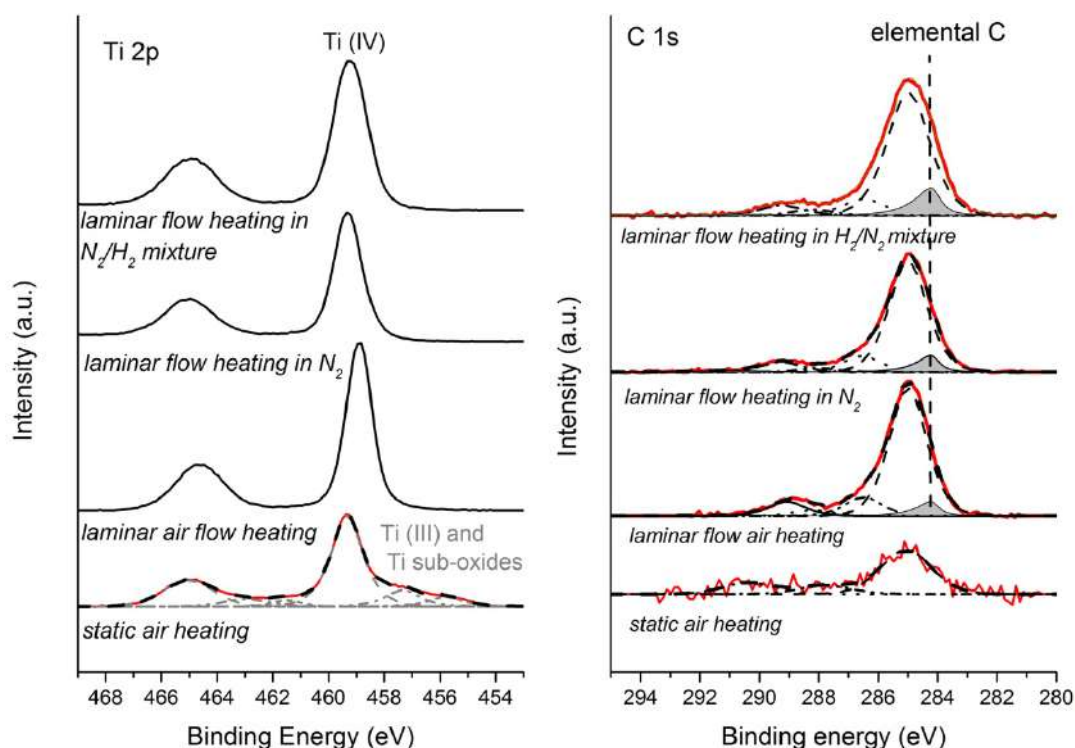 Ti 2p
Ti (IV)
laminar flow heating in
N₂/H₂ mixture
laminar flow heating in N₂
laminar air flow heating
Ti (III) and
Ti sub-oxides
static air heating
Intensity (a.u.)
468 466 464 462 460 458 456 454
Binding Energy (eV)
C 1s
elemental C
laminar flow heating in H₂/N₂ mixture
laminar flow heating in N₂
laminar flow air heating
static air heating
Intensity (a.u.)
294 292 290 288 286 284 282 280
Binding energy (eV)